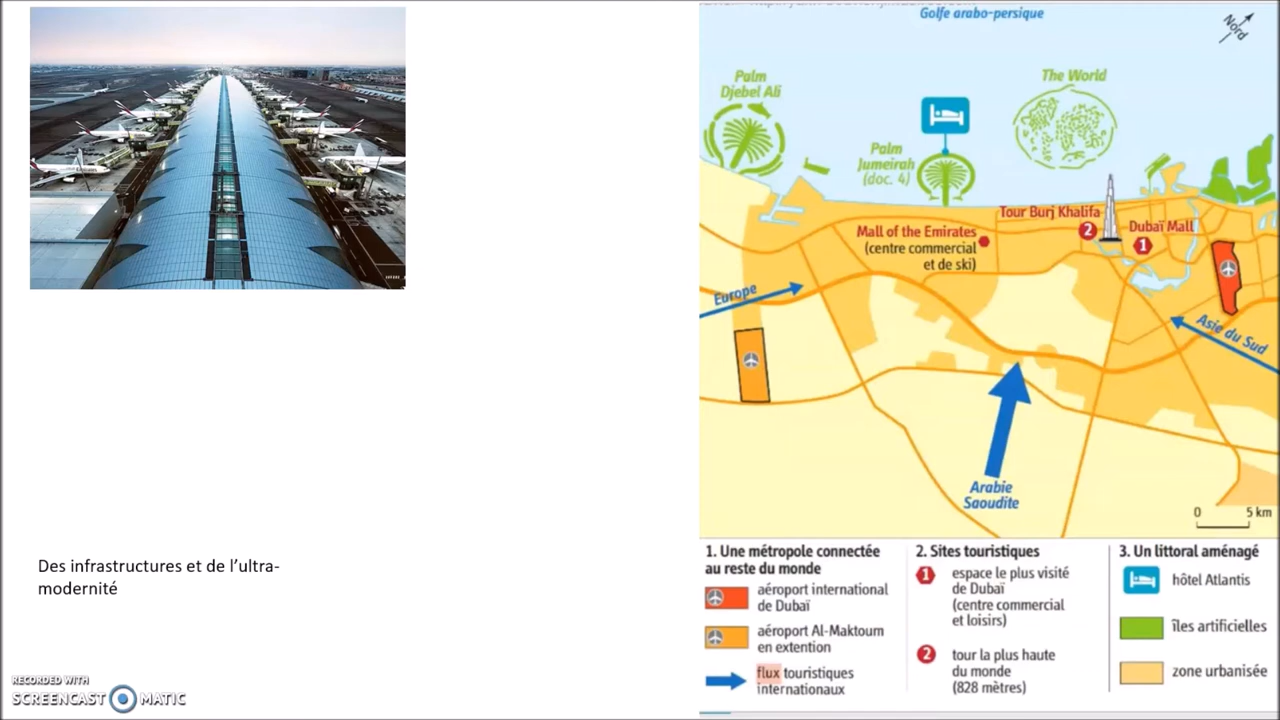 Des infrastructures et de l'ultra-
modernité
RECORDED WITH
SCREENCAST MATIC
Golfe arabo-persique
Nord
Palm
Djebel Ali
The World
Palm
Jumeirah
(doc. 4)
Tour Burj Khalifa
2
Dubaï Mall
1
Mall of the Emirates
(centre commercial
et de ski)
Europe
Asie du Sud
Arabie
Saoudite
0 5 km
1. Une métropole connectée
au reste du monde
aéroport international
de Dubaï
aéroport Al-Maktoum
en extention
flux touristiques
internationaux
2. Sites touristiques
1 espace le plus visité
de Dubaï
(centre commercial
et loisirs)
2 tour la plus haute
du monde
(828 mètres)
3. Un littoral aménagé
hôtel Atlantis
îles artificielles
zone urbanisée